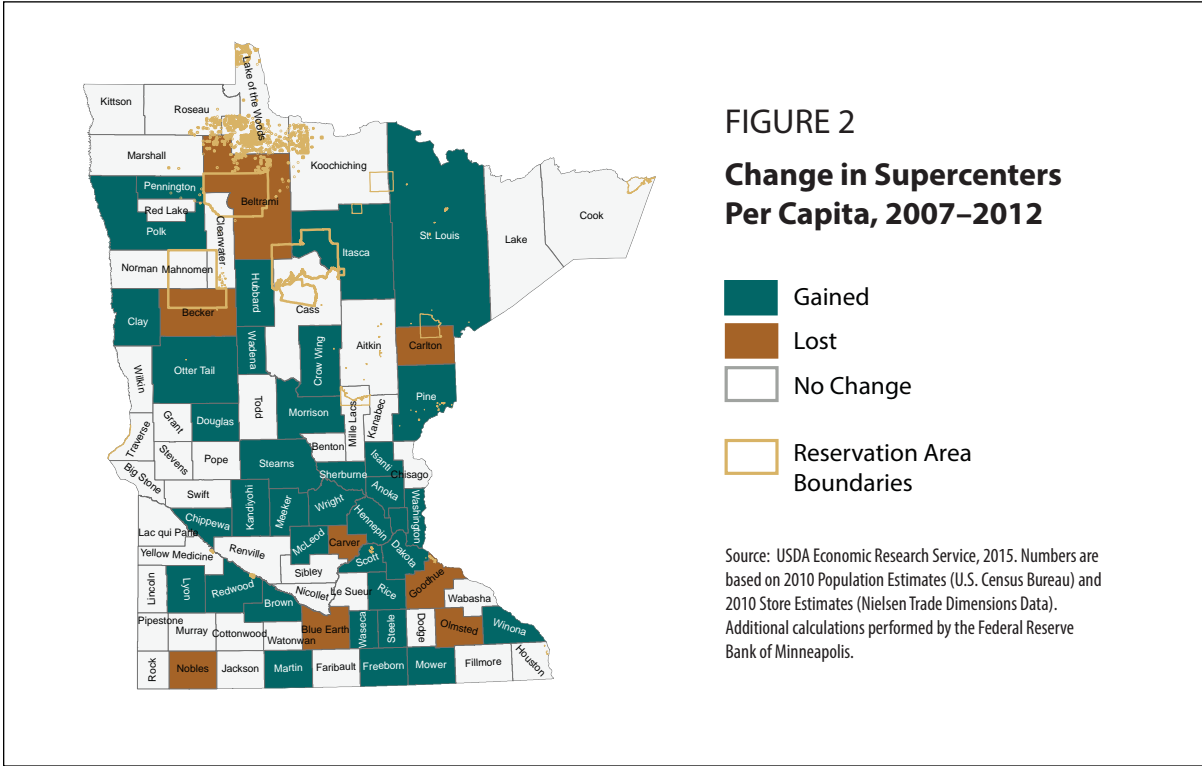 FIGURE 2
Change in Supercenters
Per Capita, 2007–2012
Gained
Lost
No Change
Reservation Area
Boundaries
Source: USDA Economic Research Service, 2015. Numbers are
based on 2010 Population Estimates (U.S. Census Bureau) and
2010 Store Estimates (Nielsen Trade Dimensions Data).
Additional calculations performed by the Federal Reserve
Bank of Minneapolis.
Kittson
Roseau
Lake of the Woods
Marshall
Koochiching
Pennington
Beltrami
Red Lake
Polk
Clearwater
St. Louis
Cook
Lake
Itasca
Norman
Mahnomen
Hubbard
Cass
Becker
Clay
Wadena
Crow Wing
Aitkin
Carlton
Otter Tail
Wilkin
Pine
Todd
Morrison
Mille Lacs
Kanabec
Grant
Douglas
Traverse
Benton
Stevens
Pope
Stearns
Isanti
Big Stone
Sherburne
Chisago
Swift
Kandiyohi
Meeker
Wright
Anoka
Washington
Hennepin
Chippewa
Lac qui Parle
McLeod
Carver
Renville
Yellow Medicine
Scott
Dakota
Sibley
Goodhue
Lincoln
Lyon
Redwood
Nicollet
Le Sueur
Rice
Wabasha
Brown
Pipestone
Murray
Cottonwood
Watonwan
Blue Earth
Waseca
Steele
Dodge
Olmsted
Winona
Rock
Nobles
Jackson
Martin
Faribault
Freeborn
Mower
Fillmore
Houston